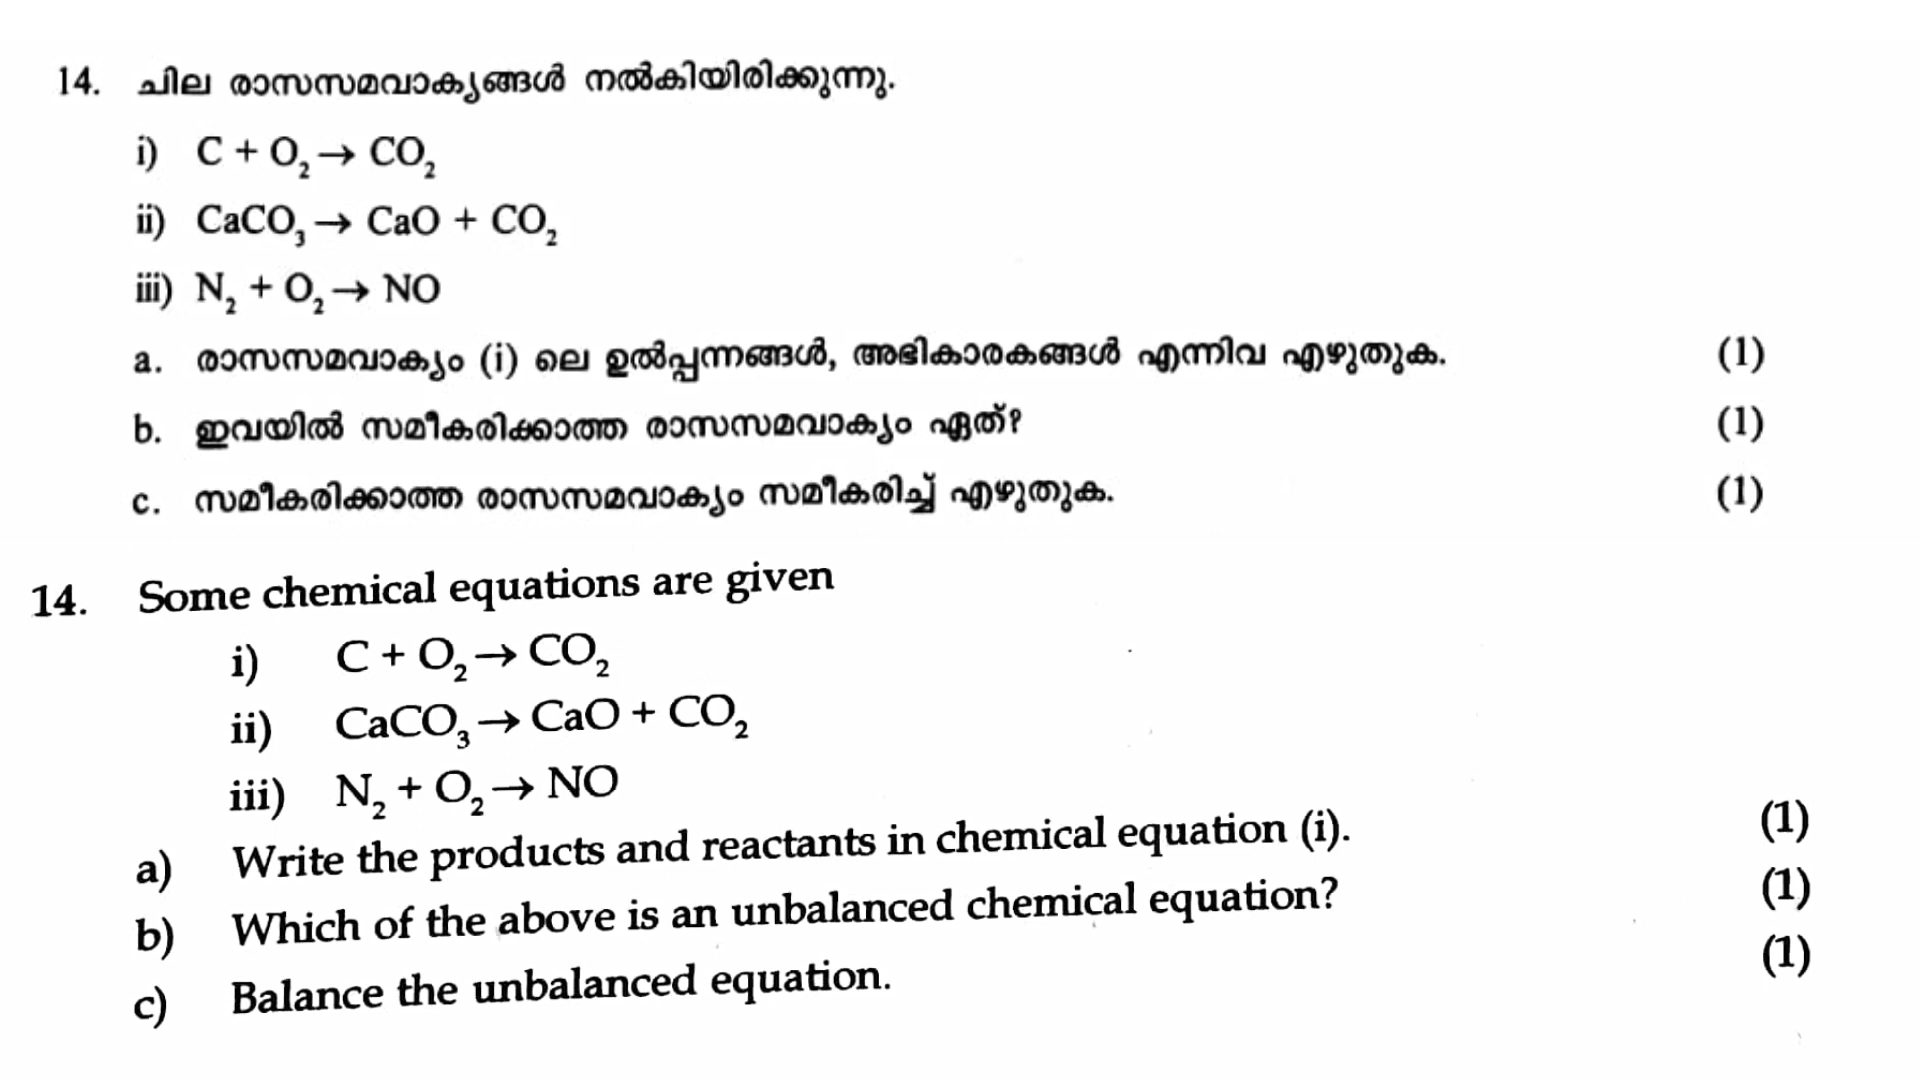 14. ചില രാസസമവാക്യങ്ങൾ നൽകിയിരിക്കുന്നു.
i) C + O₂ → CO₂
ii) CaCO₃ → CaO + CO₂
iii) N₂ + O₂ → NO
a. രാസസമവാക്യം (i) ലെ ഉൽപ്പന്നങ്ങൾ, അഭികാരകങ്ങൾ എന്നിവ എഴുതുക. (1)
b. ഇവയിൽ സമീകരിക്കാത്ത രാസസമവാക്യം ഏത്? (1)
c. സമീകരിക്കാത്ത രാസസമവാക്യം സമീകരിച്ച് എഴുതുക. (1)
14. Some chemical equations are given
i) C + O₂ → CO₂
ii) CaCO₃ → CaO + CO₂
iii) N₂ + O₂ → NO
a) Write the products and reactants in chemical equation (i). (1)
b) Which of the above is an unbalanced chemical equation? (1)
c) Balance the unbalanced equation. (1)